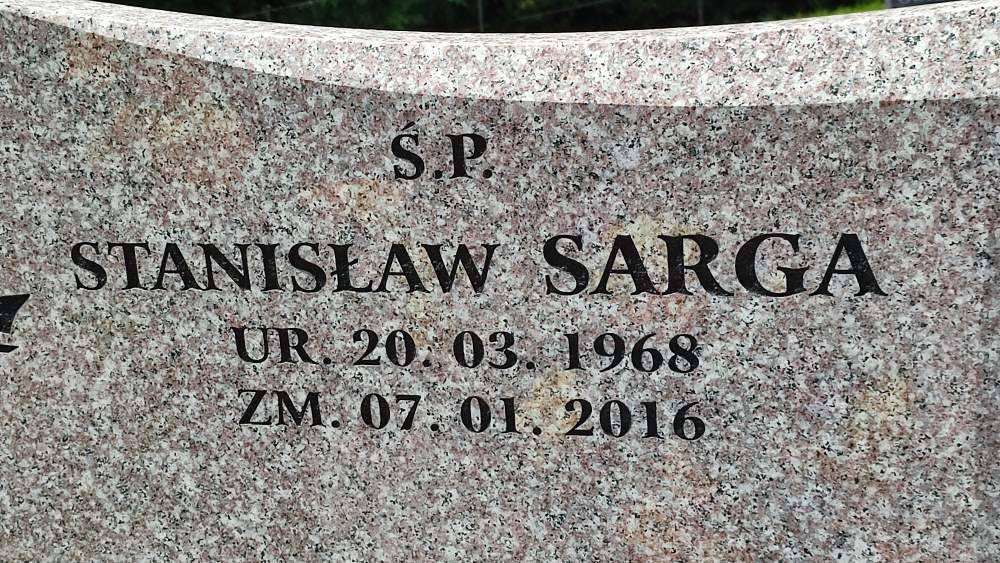 Ś.P.
STANISŁAW SARGA
UR. 20. 03. 1968
ZM. 07. 01. 2016